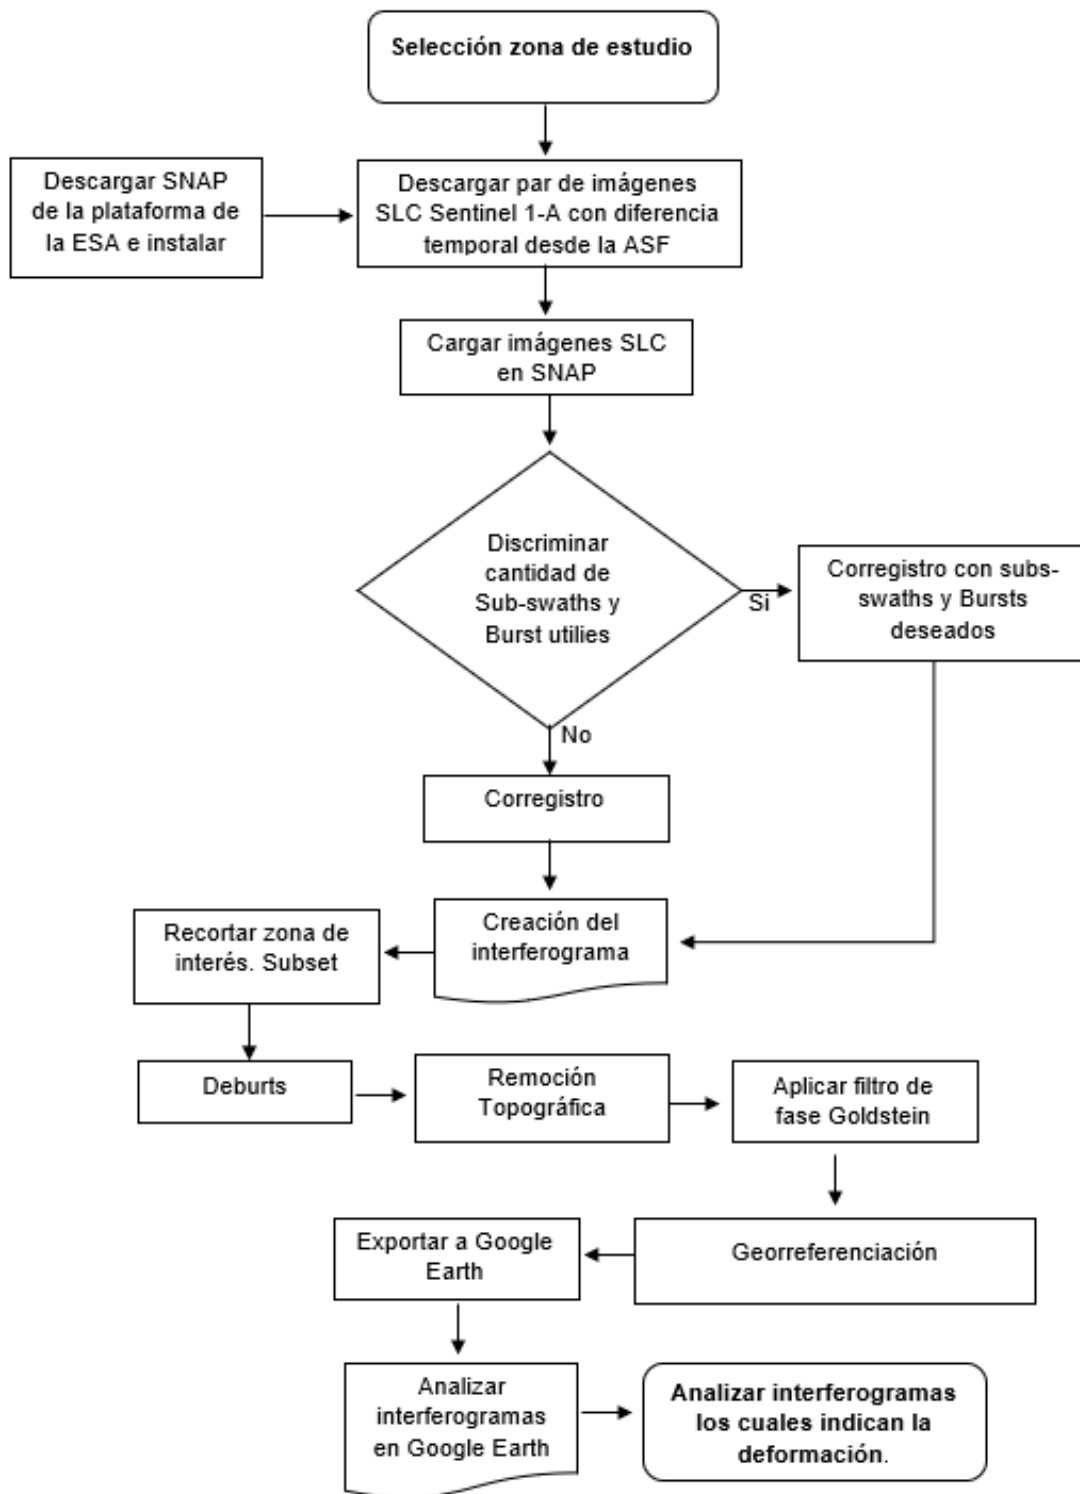 Selección zona de estudio
Descargar SNAP
de la plataforma de
la ESA e instalar
Descargar par de imágenes
SLC Sentinel 1-A con diferencia
temporal desde la ASF
Cargar imágenes SLC
en SNAP
Discriminar
cantidad de
Sub-swaths y
Burst utilies
Si
Corregistro con subs-
swaths y Bursts
deseados
No
Corregistro
Creación del
interferograma
Recortar zona de
interés. Subset
Deburts
Remoción
Topográfica
Aplicar filtro de
fase Goldstein
Georreferenciación
Exportar a Google
Earth
Analizar
interferogramas
en Google Earth
Analizar interferogramas
los cuales indican la
deformación.